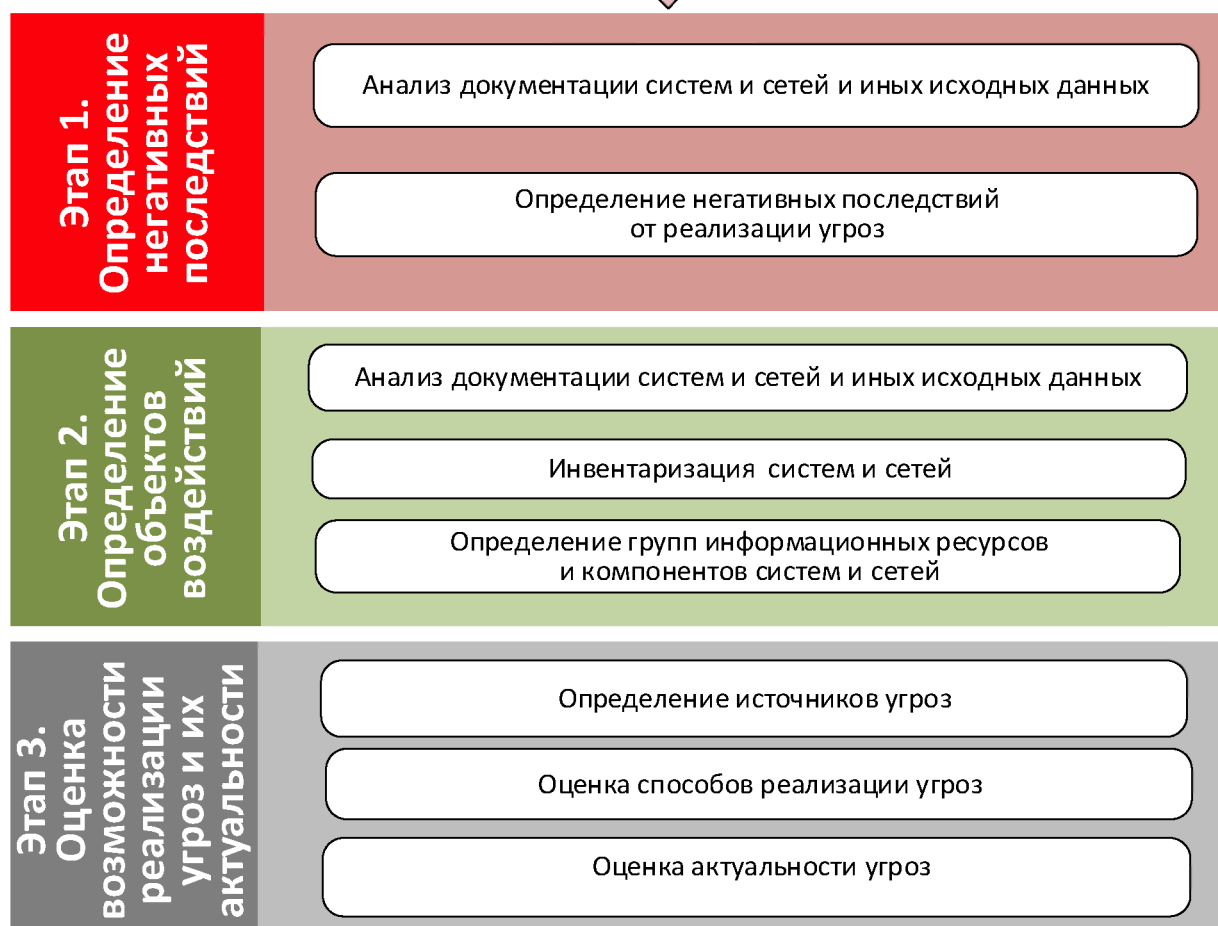 Этап 1.
Определение
негативных
последствий
Анализ документации систем и сетей и иных исходных данных
Определение негативных последствий
от реализации угроз
Этап 2.
Определение
объектов
воздействий
Анализ документации систем и сетей и иных исходных данных
Инвентаризация систем и сетей
Определение групп информационных ресурсов
и компонентов систем и сетей
Этап 3.
Оценка
возможности
реализации
угроз и их
актуальности
Определение источников угроз
Оценка способов реализации угроз
Оценка актуальности угроз